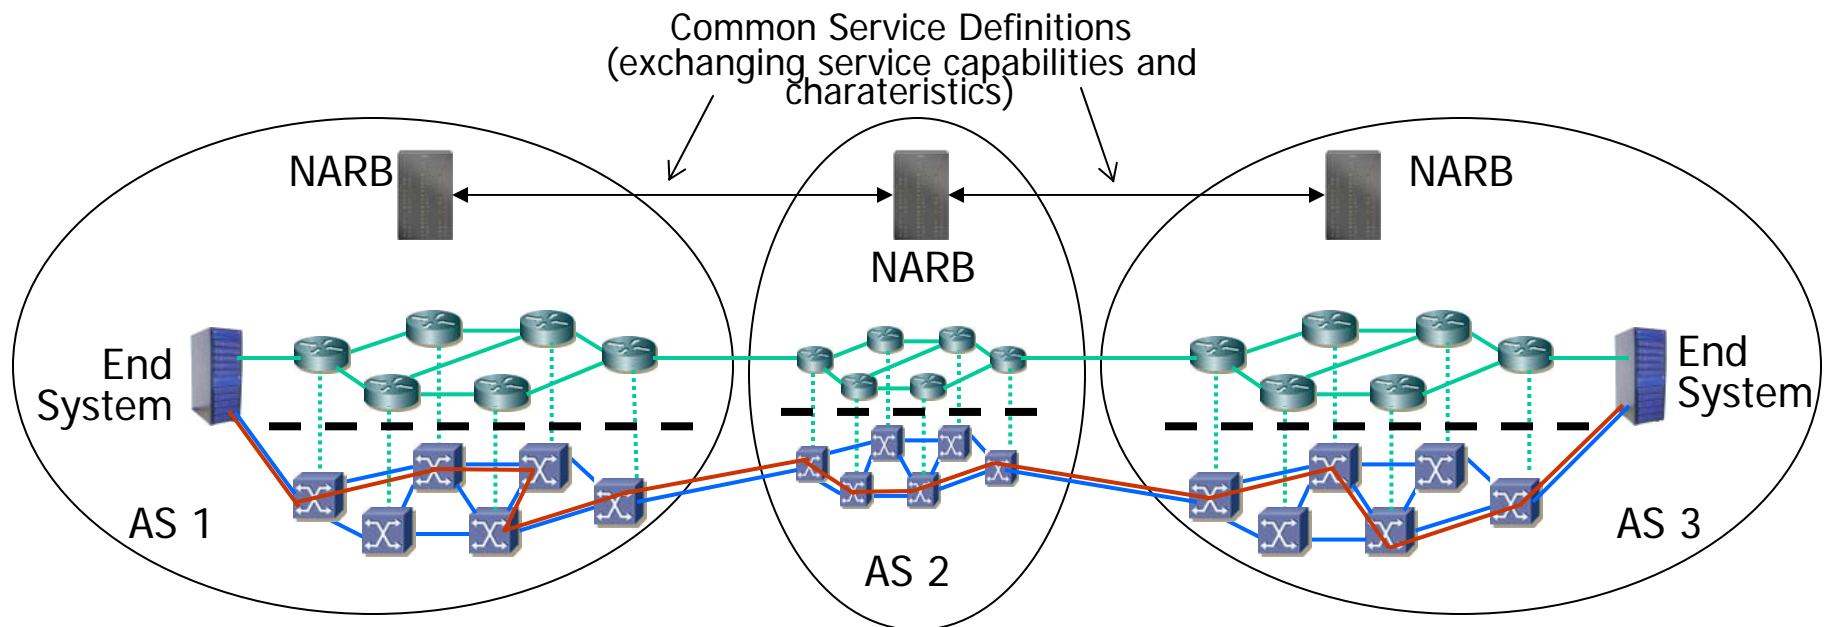 Common Service Definitions
(exchanging service capabilities and
charateristics)
NARB
NARB
NARB
End
System
End
System
AS 1
AS 2
AS 3